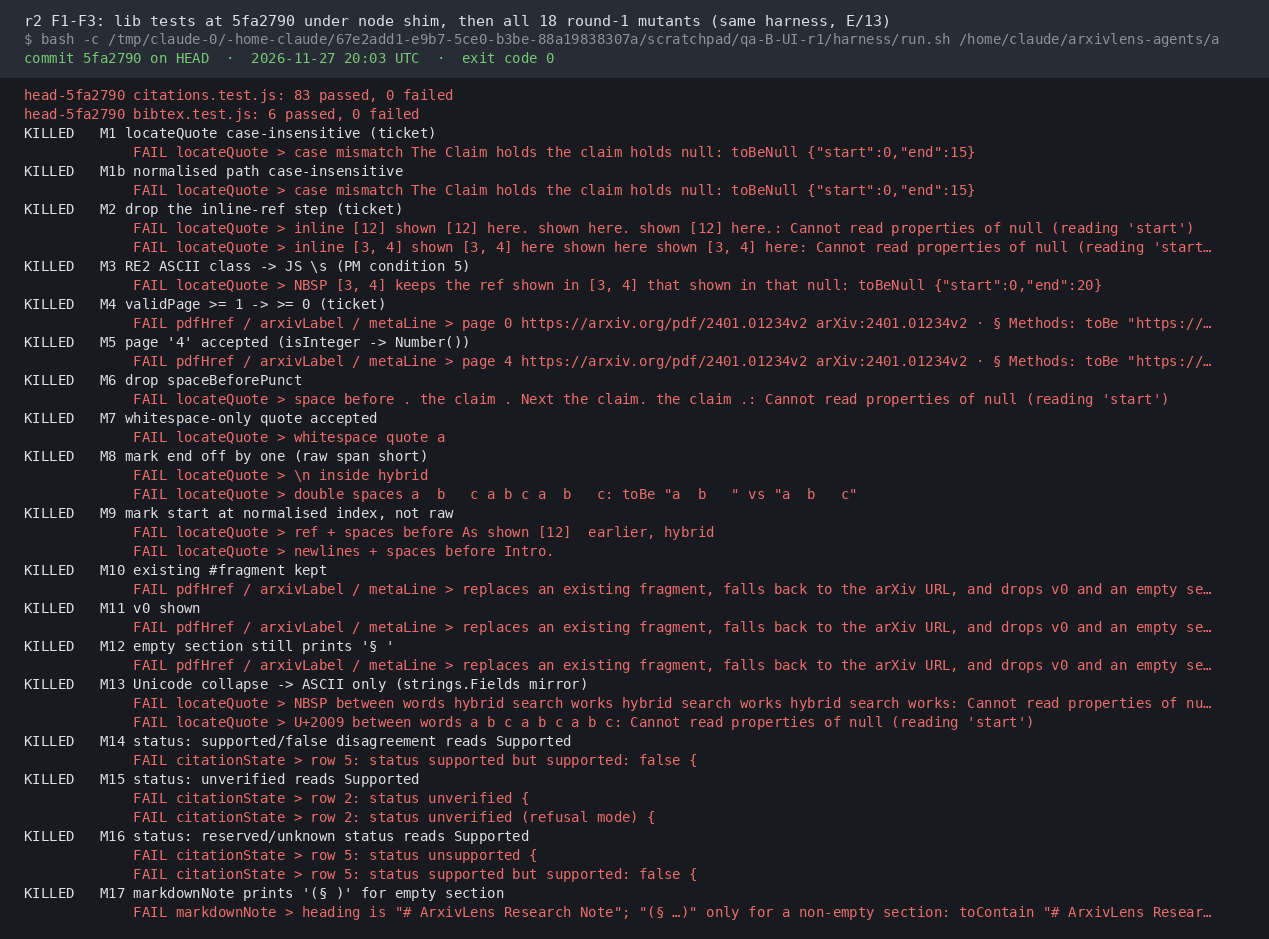 r2 F1-F3: lib tests at 5fa2790 under node shim, then all 18 round-1 mutants (same harness, E/13)
$ bash -c /tmp/claude-0/-home-claude/67e2add1-e9b7-5ce0-b3be-88a19838307a/scratchpad/qa-B-UI-r1/harness/run.sh /home/claude/arxivlens-agents/a
commit 5fa2790 on HEAD · 2026-11-27 20:03 UTC · exit code 0
head-5fa2790 citations.test.js: 83 passed, 0 failed
head-5fa2790 bibtex.test.js: 6 passed, 0 failed
KILLED M1 locateQuote case-insensitive (ticket)
FAIL locateQuote > case mismatch The Claim holds the claim holds null: toBeNull {"start":0,"end":15}
KILLED M1b normalised path case-insensitive
FAIL locateQuote > case mismatch The Claim holds the claim holds null: toBeNull {"start":0,"end":15}
KILLED M2 drop the inline-ref step (ticket)
FAIL locateQuote > inline [12] shown [12] here. shown here. shown [12] here.: Cannot read properties of null (reading 'start')
FAIL locateQuote > inline [3, 4] shown [3, 4] here shown here shown [3, 4] here: Cannot read properties of null (reading 'start…
KILLED M3 RE2 ASCII class -> JS \s (PM condition 5)
FAIL locateQuote > NBSP [3, 4] keeps the ref shown in [3, 4] that shown in that null: toBeNull {"start":0,"end":20}
KILLED M4 validPage >= 1 -> >= 0 (ticket)
FAIL pdfHref / arxivLabel / metaLine > page 0 https://arxiv.org/pdf/2401.01234v2 arXiv:2401.01234v2 · § Methods: toBe "https://…
KILLED M5 page '4' accepted (isInteger -> Number())
FAIL pdfHref / arxivLabel / metaLine > page 4 https://arxiv.org/pdf/2401.01234v2 arXiv:2401.01234v2 · § Methods: toBe "https://…
KILLED M6 drop spaceBeforePunct
FAIL locateQuote > space before . the claim . Next the claim. the claim .: Cannot read properties of null (reading 'start')
KILLED M7 whitespace-only quote accepted
FAIL locateQuote > whitespace quote a
KILLED M8 mark end off by one (raw span short)
FAIL locateQuote > \n inside hybrid
FAIL locateQuote > double spaces a  b   c a b c a  b   c: toBe "a  b   " vs "a  b   c"
KILLED M9 mark start at normalised index, not raw
FAIL locateQuote > ref + spaces before As shown [12]  earlier, hybrid
FAIL locateQuote > newlines + spaces before Intro.
KILLED M10 existing #fragment kept
FAIL pdfHref / arxivLabel / metaLine > replaces an existing fragment, falls back to the arXiv URL, and drops v0 and an empty se…
KILLED M11 v0 shown
FAIL pdfHref / arxivLabel / metaLine > replaces an existing fragment, falls back to the arXiv URL, and drops v0 and an empty se…
KILLED M12 empty section still prints '§ '
FAIL pdfHref / arxivLabel / metaLine > replaces an existing fragment, falls back to the arXiv URL, and drops v0 and an empty se…
KILLED M13 Unicode collapse -> ASCII only (strings.Fields mirror)
FAIL locateQuote > NBSP between words hybrid search works hybrid search works hybrid search works: Cannot read properties of nu…
FAIL locateQuote > U+2009 between words a b c a b c a b c: Cannot read properties of null (reading 'start')
KILLED M14 status: supported/false disagreement reads Supported
FAIL citationState > row 5: status supported but supported: false {
KILLED M15 status: unverified reads Supported
FAIL citationState > row 2: status unverified {
FAIL citationState > row 2: status unverified (refusal mode) {
KILLED M16 status: reserved/unknown status reads Supported
FAIL citationState > row 5: status unsupported {
FAIL citationState > row 5: status supported but supported: false {
KILLED M17 markdownNote prints '(§ )' for empty section
FAIL markdownNote > heading is "# ArxivLens Research Note"; "(§ …)" only for a non-empty section: toContain "# ArxivLens Resear…